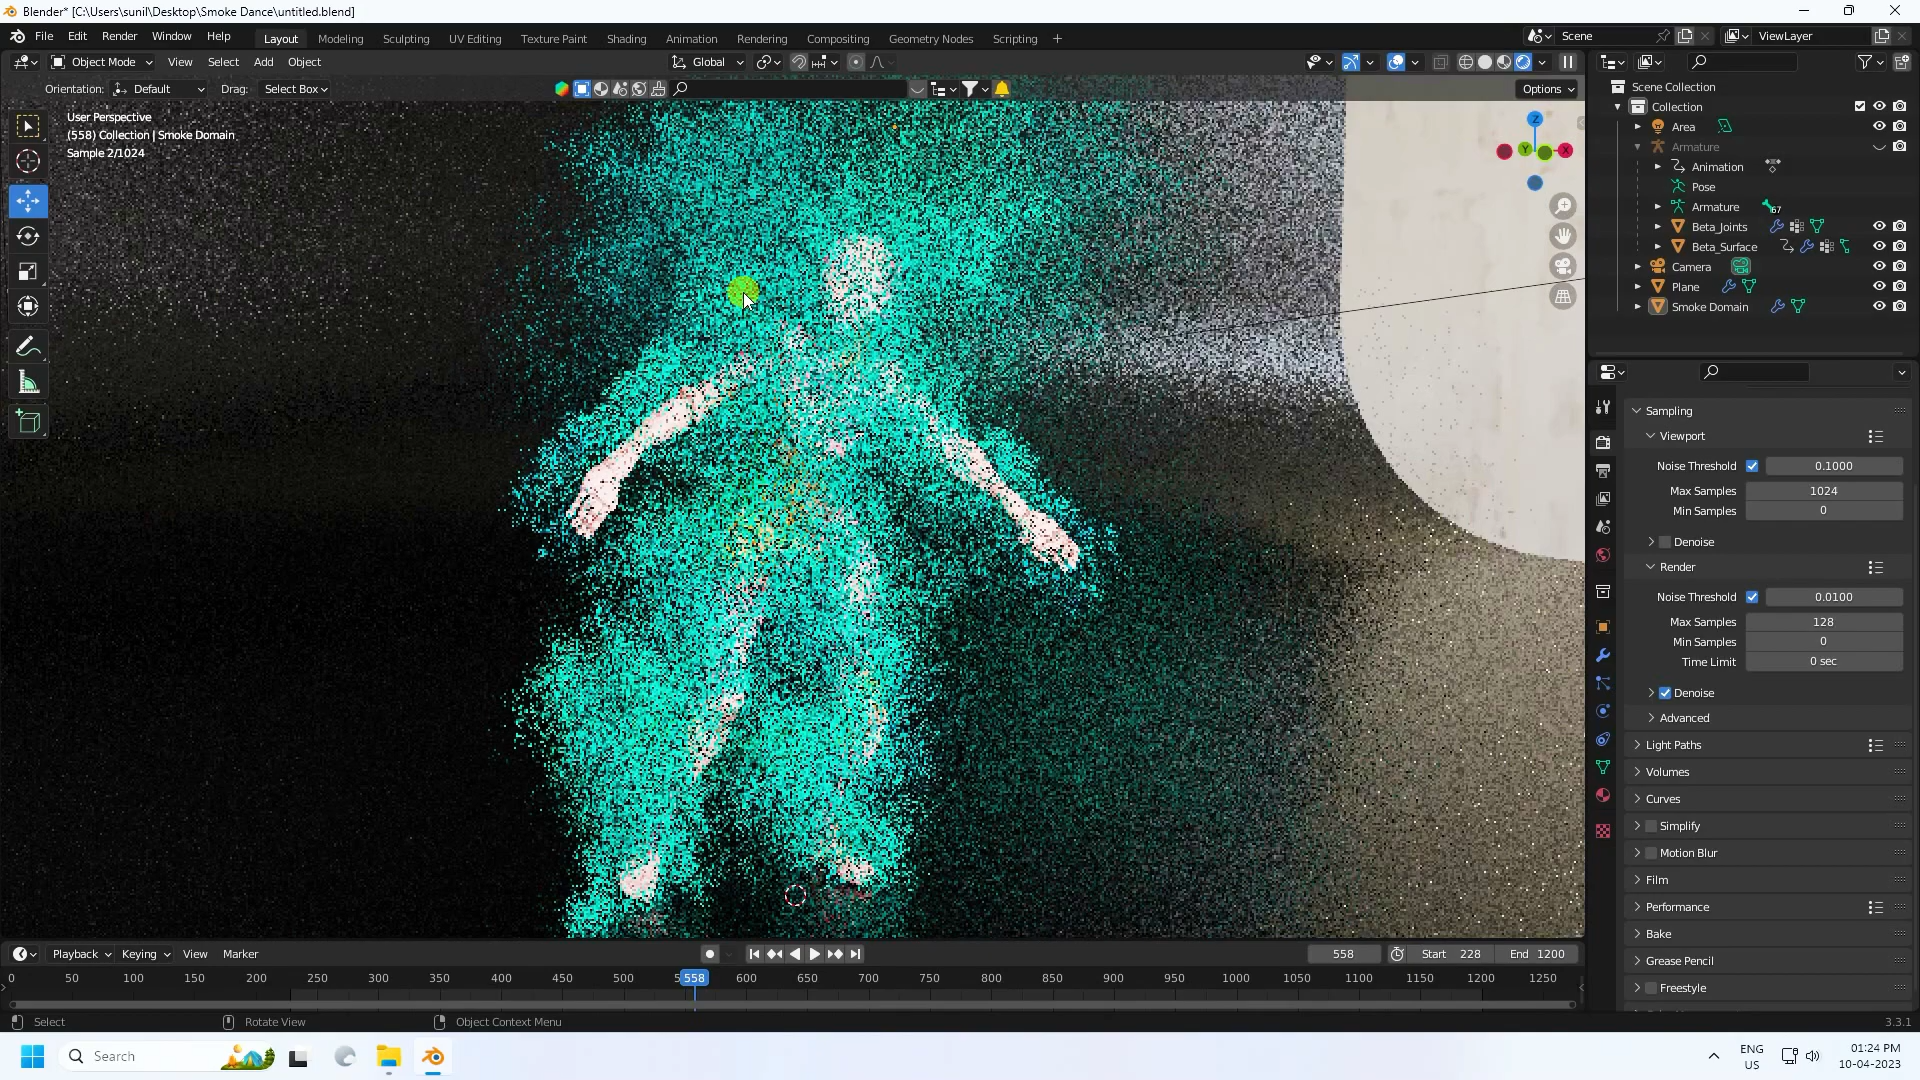 Blender* [C:\Users\sunil\Desktop\Smoke Dance\untitled.blend]
File Edit Render Window Help Layout Modeling Sculpting UV Editing Texture Paint Shading Animation Rendering Compositing Geometry Nodes Scripting + Scene ViewLayer
Object Mode View Select Add Object Global
Orientation: Default Drag: Select Box Options
User Perspective
(558) Collection | Smoke Domain
Sample 2/1024
Z
Y
X
Scene Collection
Collection
Area
Armature
Animation
Pose
Armature 67
Beta_Joints
Beta_Surface
Camera
Plane
Smoke Domain
Sampling
Viewport
Noise Threshold 0.1000
Max Samples 1024
Min Samples 0
Denoise
Render
Noise Threshold 0.0100
Max Samples 128
Min Samples 0
Time Limit 0 sec
Denoise
Advanced
Light Paths
Volumes
Curves
Simplify
Motion Blur
Film
Performance
Bake
Grease Pencil
Freestyle
Playback Keying View Marker 558 Start 228 End 1200
0 50 100 150 200 250 300 350 400 450 500 558 600 650 700 750 800 850 900 950 1000 1050 1100 1150 1200 1250
Select Rotate View Object Context Menu 3.3.1
Search
ENG
US
01:24 PM
10-04-2023